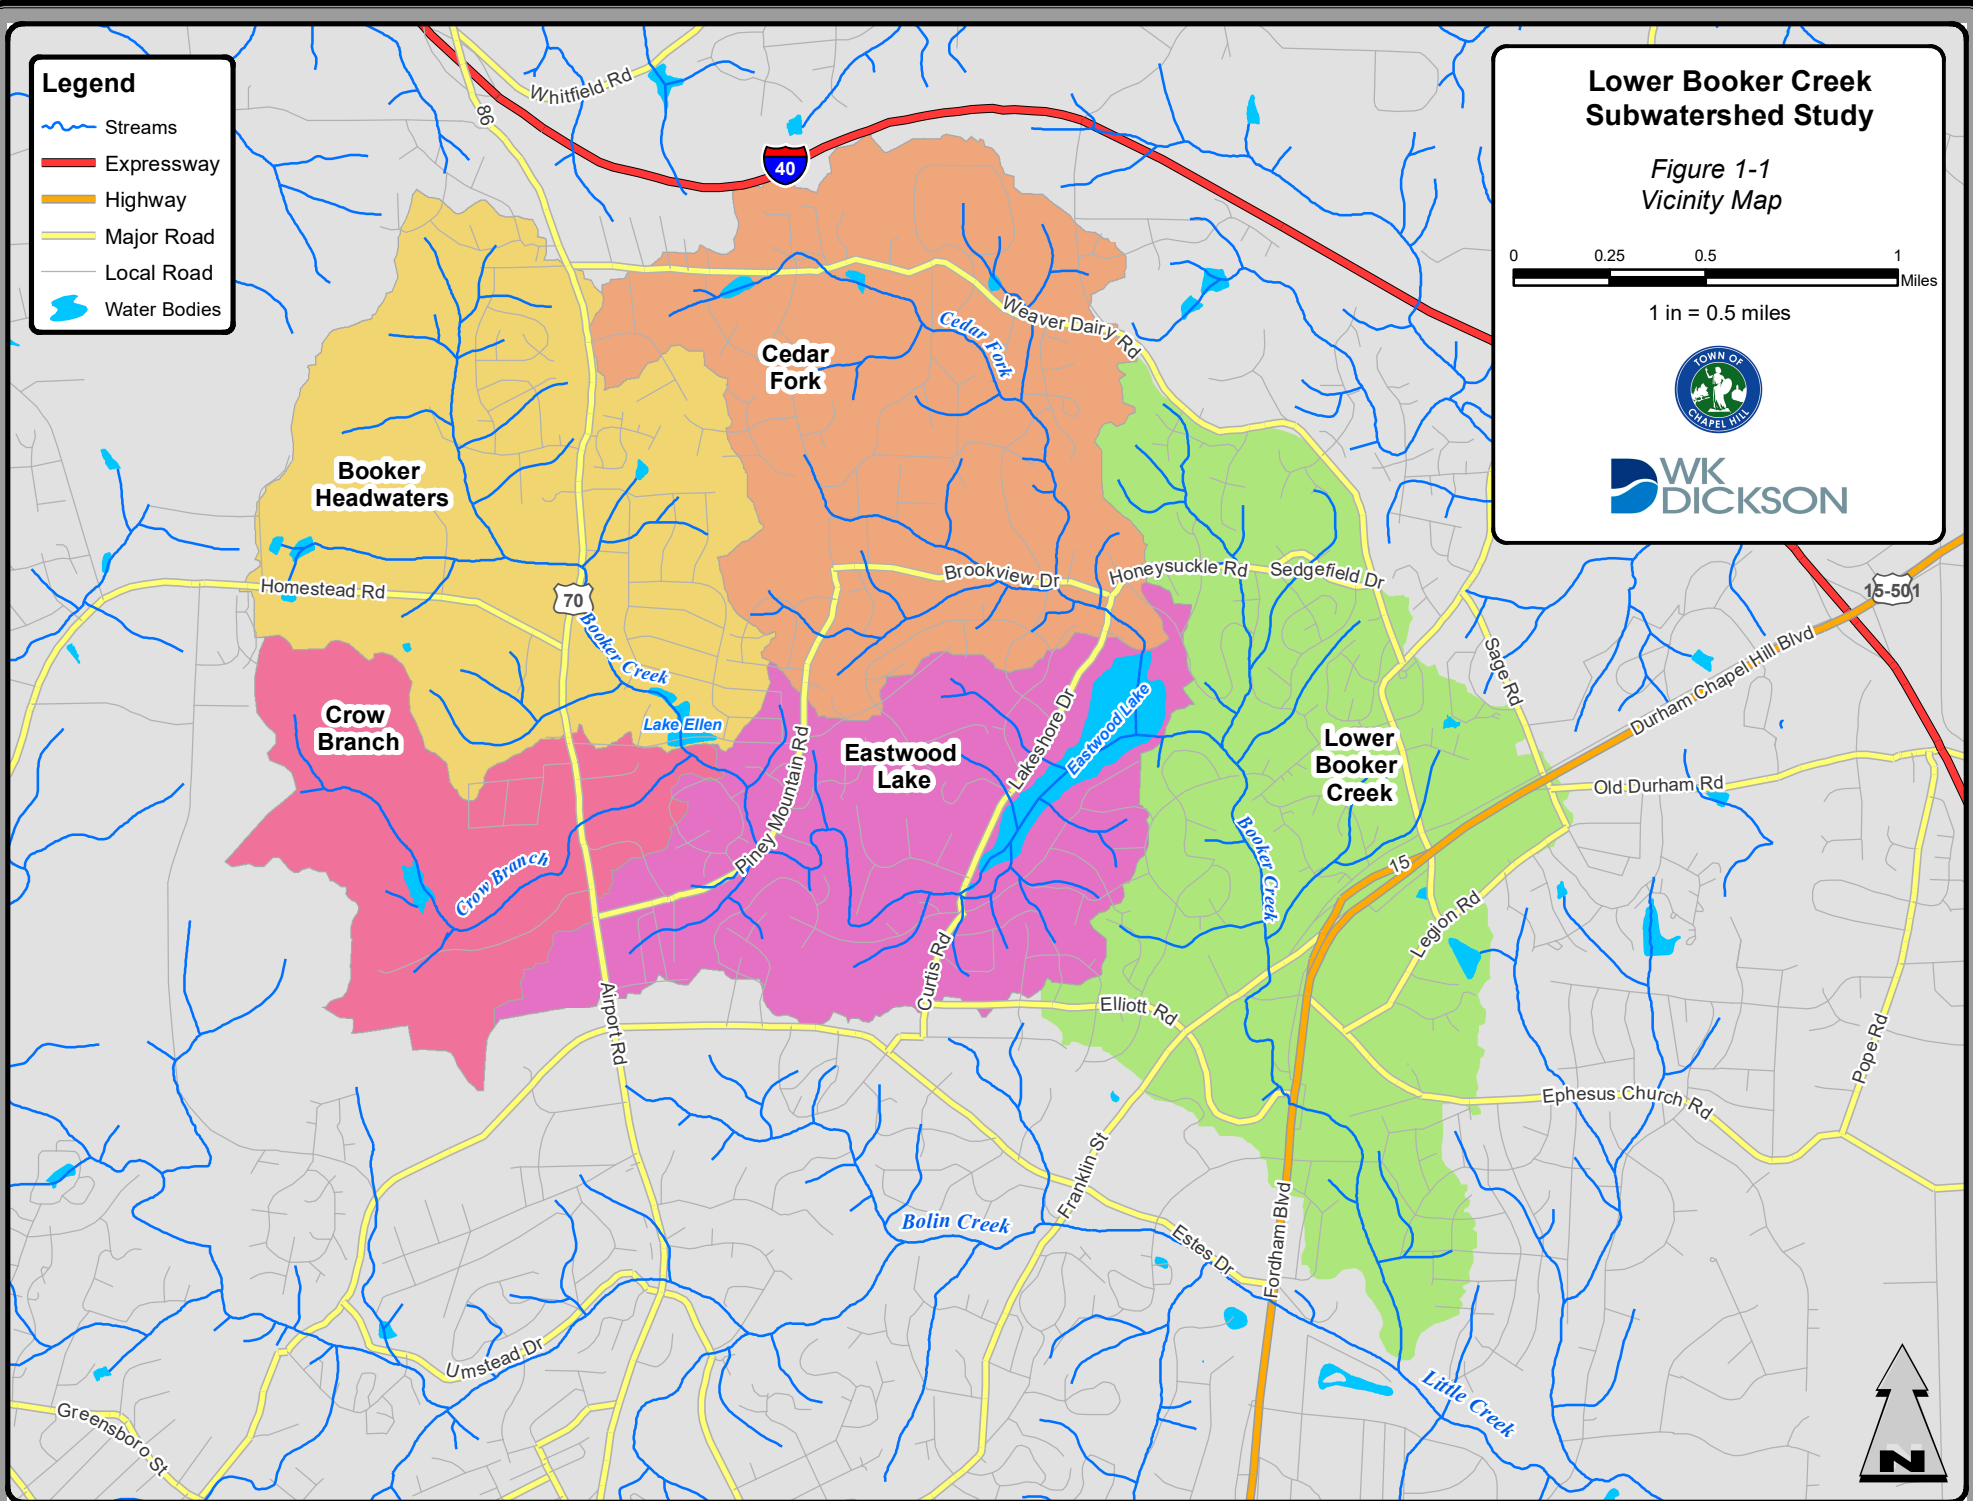 Legend
Streams
Expressway
Highway
Major Road
Local Road
Water Bodies
Lower Booker Creek
Subwatershed Study
Figure 1-1
Vicinity Map
0 0.25 0.5 1
Miles
1 in = 0.5 miles
TOWN OF
CHAPEL HILL
WK
DICKSON
Whitfield Rd
86
40
Weaver Dairy Rd
Cedar Fork
Cedar
Fork
Booker
Headwaters
Homestead Rd
70
Booker Creek
Brookview Dr
Honeysuckle Rd
Sedgefield Dr
15-501
Sage Rd
Durham Chapel Hill Blvd
Lake Ellen
Crow
Branch
Eastwood
Lake
Lakeshore Dr
Eastwood Lake
Lower
Booker
Creek
Piney Mountain Rd
Old Durham Rd
Booker Creek
Crow Branch
15
Legion Rd
Curtis Rd
Elliott Rd
Airport Rd
Pope Rd
Ephesus Church Rd
Franklin St
Bolin Creek
Estes Dr
Fordham Blvd
Umstead Dr
Little Creek
Greensboro St
N